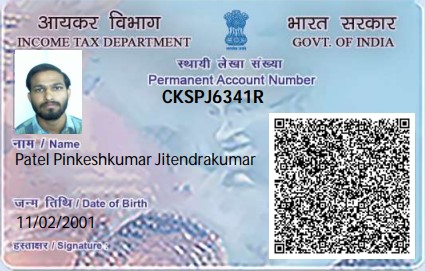 आयकर विभाग
INCOME TAX DEPARTMENT
भारत सरकार
GOVT. OF INDIA
स्थायी लेखा संख्या
Permanent Account Number
CKSPJ6341R
नाम / Name
Patel Pinkeshkumar Jitendrakumar
जन्म तिथि / Date of Birth
11/02/2001
हस्ताक्षर / Signature :